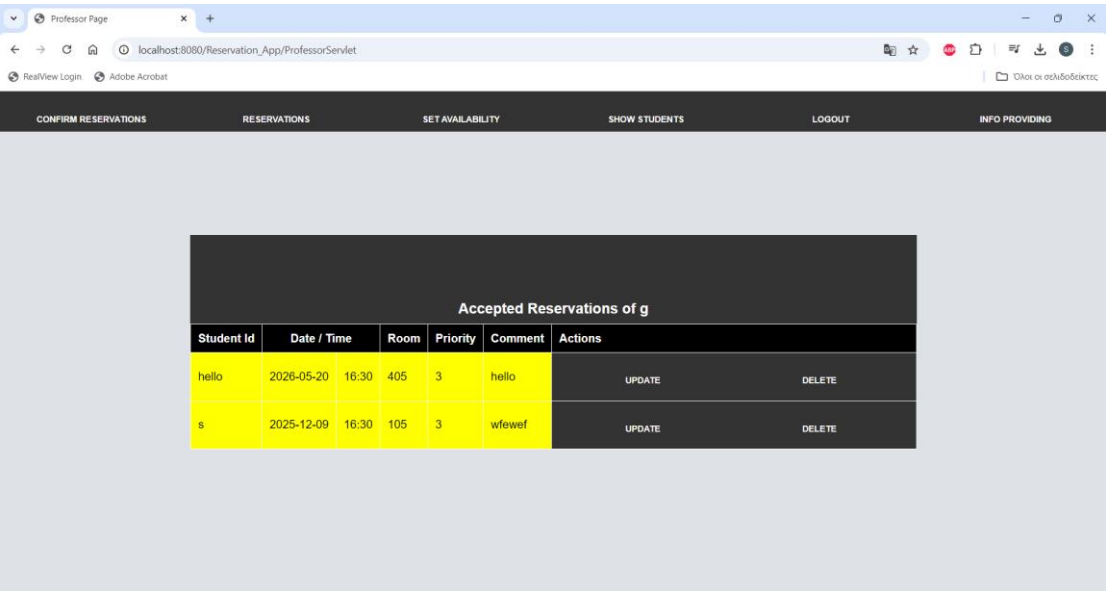 Professor Page
localhost:8080/Reservation_App/ProfessorServlet
ABP
S
RealView Login Adobe Acrobat Όλοι οι σελιδοδείκτες
CONFIRM RESERVATIONS RESERVATIONS SET AVAILABILITY SHOW STUDENTS LOGOUT INFO PROVIDING
Accepted Reservations of g
Student Id Date / Time Room Priority Comment Actions
hello 2026-05-20 16:30 405 3 hello UPDATE DELETE
s 2025-12-09 16:30 105 3 wfewef UPDATE DELETE